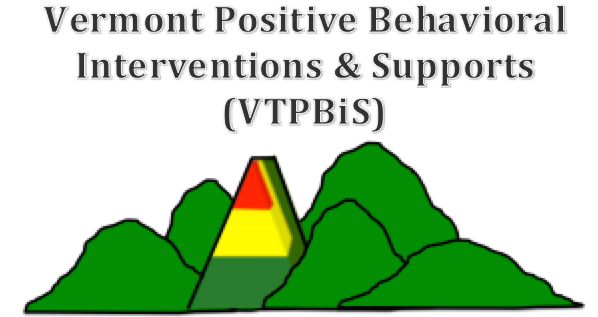 Vermont Positive Behavioral
Interventions & Supports
(VTPBiS)